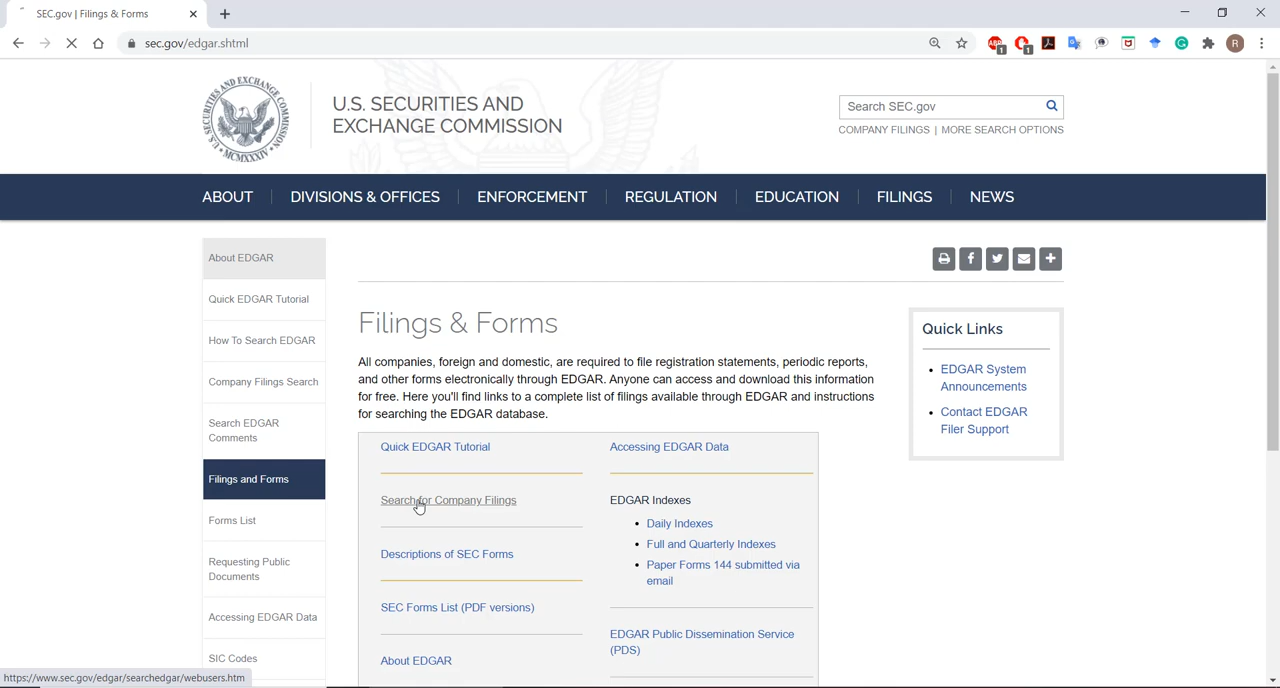 SEC.gov | Filings & Forms
sec.gov/edgar.shtml
ABP
1
1
R
SECURITIES AND EXCHANGE COMMISSION
MCMXXXIV
U.S. SECURITIES AND
EXCHANGE COMMISSION
Search SEC.gov
COMPANY FILINGS | MORE SEARCH OPTIONS
ABOUT
DIVISIONS & OFFICES
ENFORCEMENT
REGULATION
EDUCATION
FILINGS
NEWS
About EDGAR
Quick EDGAR Tutorial
How To Search EDGAR
Company Filings Search
Search EDGAR
Comments
Filings and Forms
Forms List
Requesting Public
Documents
Accessing EDGAR Data
SIC Codes
Filings & Forms
All companies, foreign and domestic, are required to file registration statements, periodic reports,
and other forms electronically through EDGAR. Anyone can access and download this information
for free. Here you'll find links to a complete list of filings available through EDGAR and instructions
for searching the EDGAR database.
Quick EDGAR Tutorial
Search for Company Filings
Descriptions of SEC Forms
SEC Forms List (PDF versions)
About EDGAR
Accessing EDGAR Data
EDGAR Indexes
• Daily Indexes
• Full and Quarterly Indexes
• Paper Forms 144 submitted via
email
EDGAR Public Dissemination Service
(PDS)
Quick Links
• EDGAR System
Announcements
• Contact EDGAR
Filer Support
https://www.sec.gov/edgar/searchedgar/webusers.htm